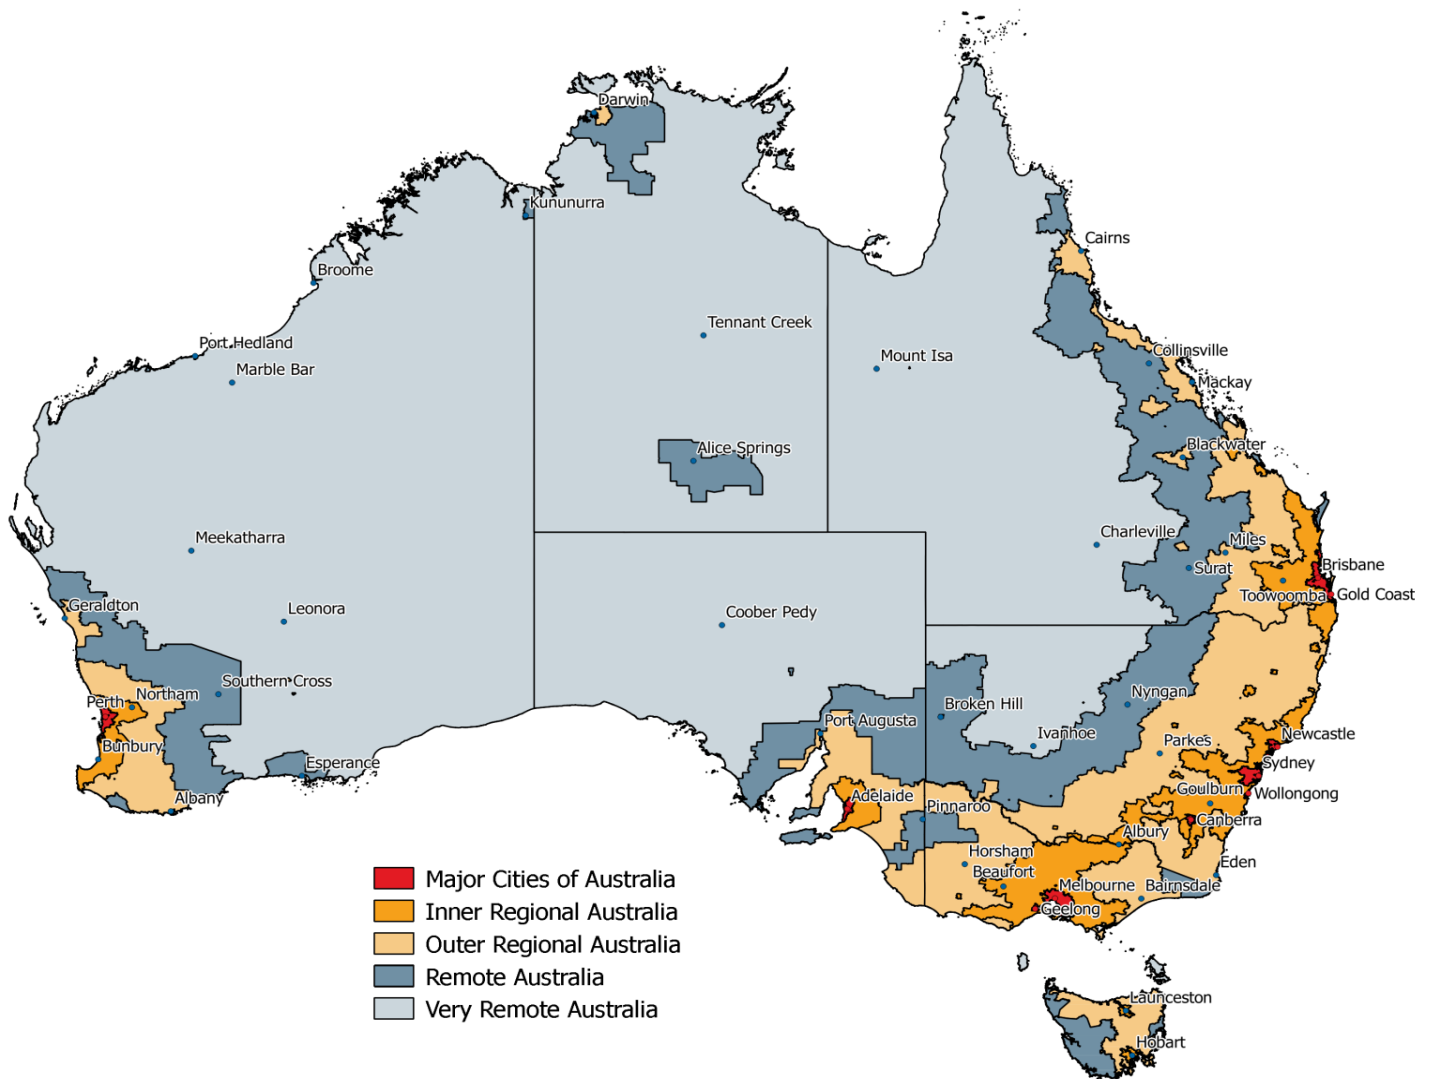 Darwin
Kununurra
Cairns
Broome
Tennant Creek
Port Hedland
Mount Isa
Collinsville
Marble Bar
Mackay
Alice Springs
Blackwater
Meekatharra
Charleville
Miles
Surat
Brisbane
Toowoomba
Gold Coast
Geraldton
Leonora
Coober Pedy
Southern Cross
Northam
Perth
Nyngan
Broken Hill
Port Augusta
Ivanhoe
Newcastle
Parkes
Bunbury
Esperance
Sydney
Albany
Adelaide
Pinnaroo
Goulburn
Wollongong
Canberra
Albury
Horsham
Eden
Beaufort
Melbourne
Bairnsdale
Geelong
Major Cities of Australia
Inner Regional Australia
Outer Regional Australia
Remote Australia
Very Remote Australia
Launceston
Hobart